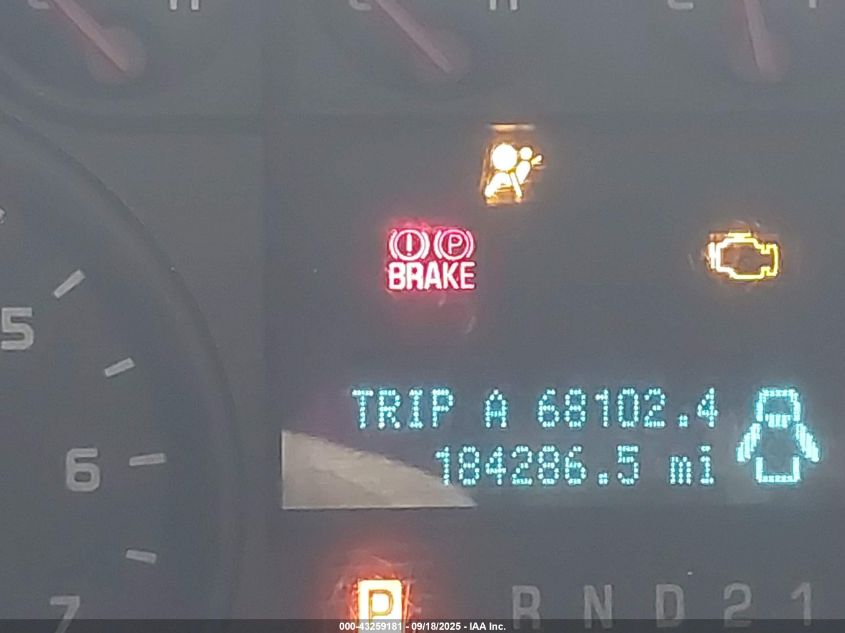 H
H
BRAKE
5
TRIP A 68102.4
184286.5 mi
6
P R N D 2 1
7
000-43259181 - 09/18/2025 - IAA Inc.